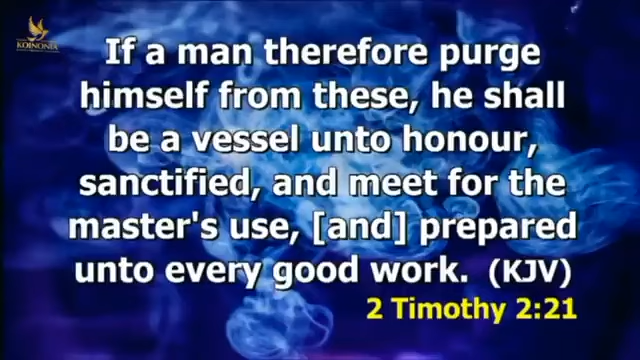 KOINONIA
If a man therefore purge
himself from these, he shall
be a vessel unto honour,
sanctified, and meet for the
master's use, [and] prepared
unto every good work. (KJV)
2 Timothy 2:21